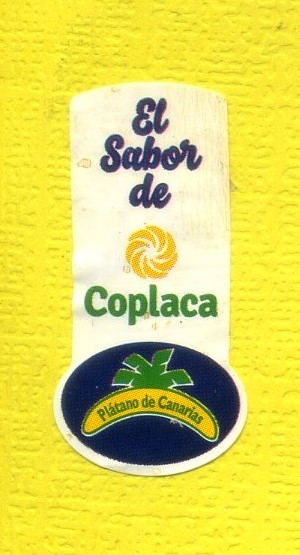 El
Sabor
de
Coplaca
Plátano de Canarias